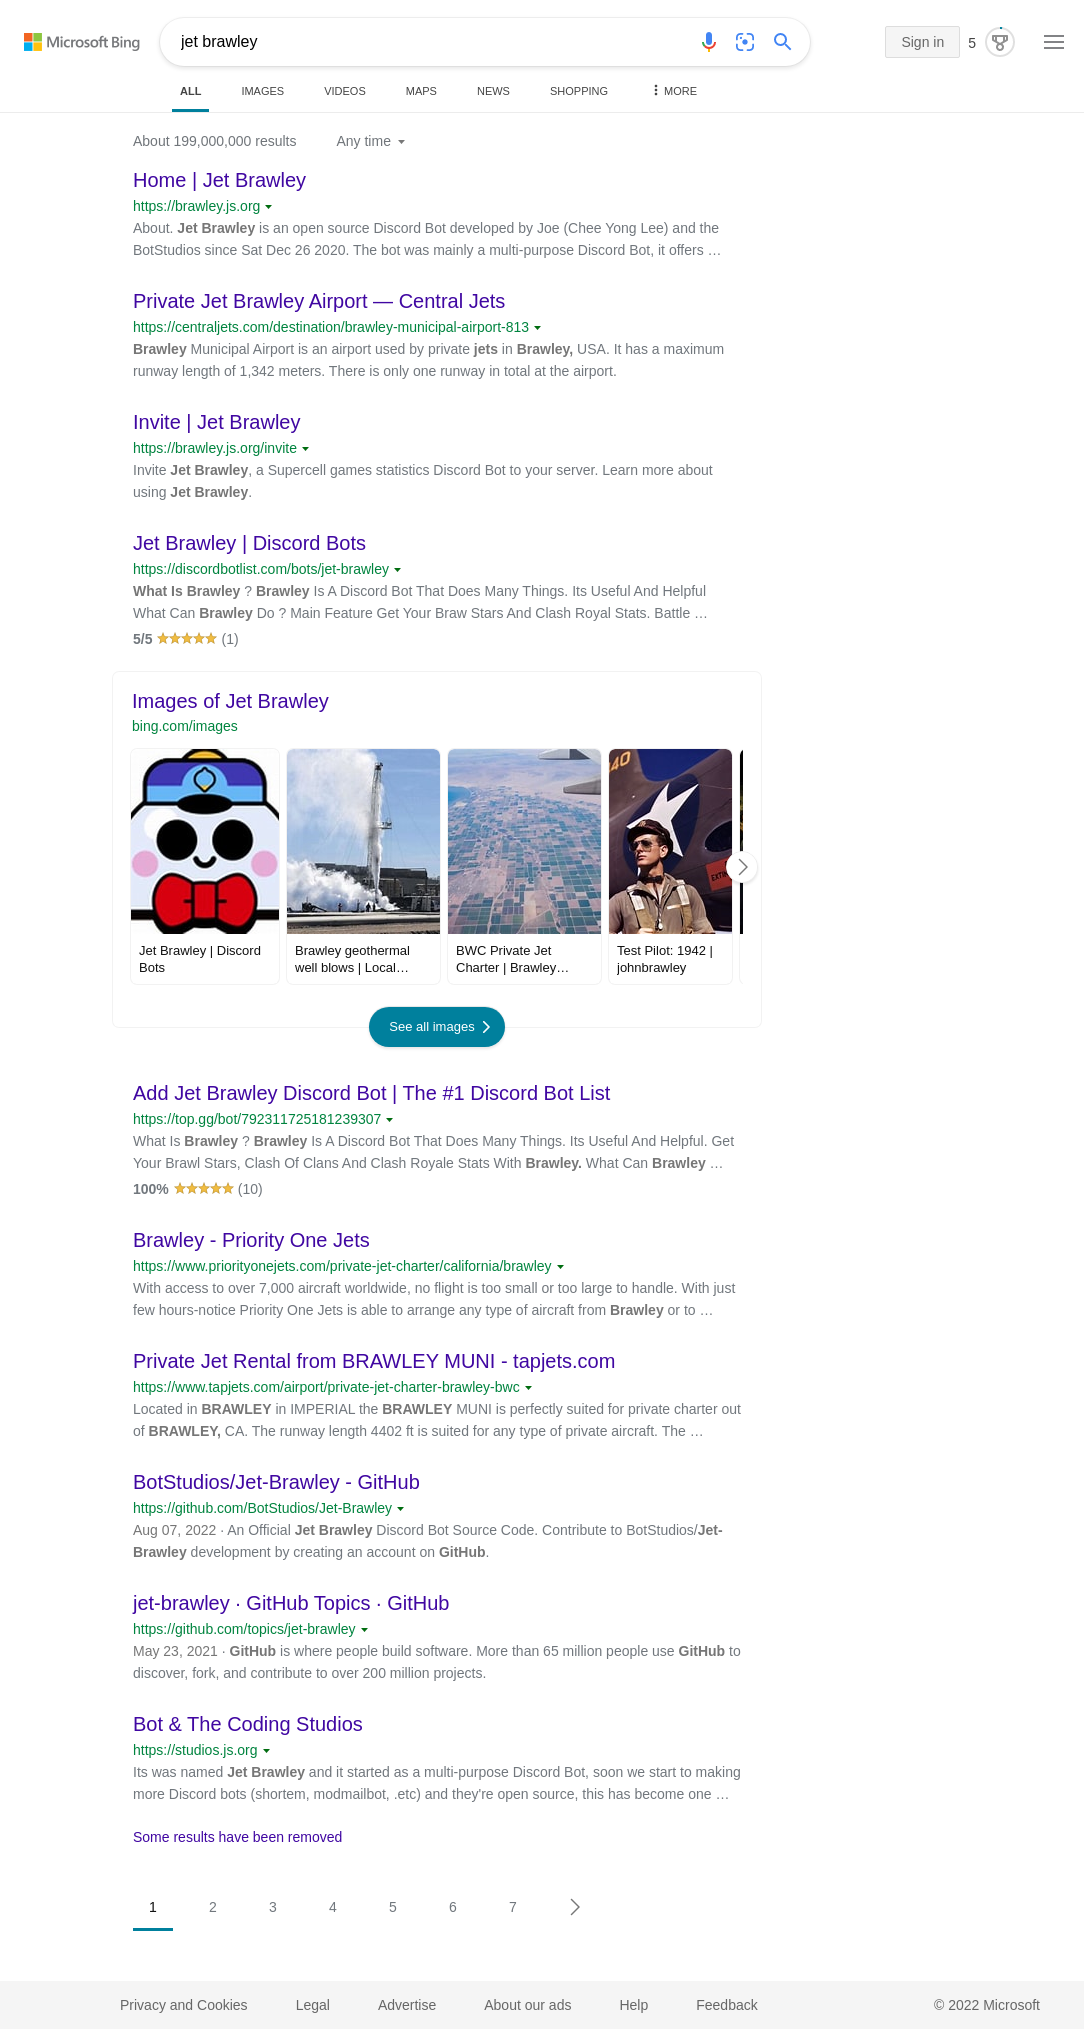 Microsoft Bing
jet brawley
Sign in
5
ALL
IMAGES
VIDEOS
MAPS
NEWS
SHOPPING
MORE
About 199,000,000 results
Any time
Home | Jet Brawley
https://brawley.js.org
About. Jet Brawley is an open source Discord Bot developed by Joe (Chee Yong Lee) and the
BotStudios since Sat Dec 26 2020. The bot was mainly a multi-purpose Discord Bot, it offers …
Private Jet Brawley Airport — Central Jets
https://centraljets.com/destination/brawley-municipal-airport-813
Brawley Municipal Airport is an airport used by private jets in Brawley, USA. It has a maximum
runway length of 1,342 meters. There is only one runway in total at the airport.
Invite | Jet Brawley
https://brawley.js.org/invite
Invite Jet Brawley, a Supercell games statistics Discord Bot to your server. Learn more about
using Jet Brawley.
Jet Brawley | Discord Bots
https://discordbotlist.com/bots/jet-brawley
What Is Brawley ? Brawley Is A Discord Bot That Does Many Things. Its Useful And Helpful
What Can Brawley Do ? Main Feature Get Your Braw Stars And Clash Royal Stats. Battle …
5/5 (1)
Images of Jet Brawley
bing.com/images
40
EXTIN
Jet Brawley | Discord
Bots
Brawley geothermal
well blows | Local…
BWC Private Jet
Charter | Brawley…
Test Pilot: 1942 |
johnbrawley
See all images
Add Jet Brawley Discord Bot | The #1 Discord Bot List
https://top.gg/bot/792311725181239307
What Is Brawley ? Brawley Is A Discord Bot That Does Many Things. Its Useful And Helpful. Get
Your Brawl Stars, Clash Of Clans And Clash Royale Stats With Brawley. What Can Brawley …
100% (10)
Brawley - Priority One Jets
https://www.priorityonejets.com/private-jet-charter/california/brawley
With access to over 7,000 aircraft worldwide, no flight is too small or too large to handle. With just
few hours-notice Priority One Jets is able to arrange any type of aircraft from Brawley or to …
Private Jet Rental from BRAWLEY MUNI - tapjets.com
https://www.tapjets.com/airport/private-jet-charter-brawley-bwc
Located in BRAWLEY in IMPERIAL the BRAWLEY MUNI is perfectly suited for private charter out
of BRAWLEY, CA. The runway length 4402 ft is suited for any type of private aircraft. The …
BotStudios/Jet-Brawley - GitHub
https://github.com/BotStudios/Jet-Brawley
Aug 07, 2022 · An Official Jet Brawley Discord Bot Source Code. Contribute to BotStudios/Jet-
Brawley development by creating an account on GitHub.
jet-brawley · GitHub Topics · GitHub
https://github.com/topics/jet-brawley
May 23, 2021 · GitHub is where people build software. More than 65 million people use GitHub to
discover, fork, and contribute to over 200 million projects.
Bot & The Coding Studios
https://studios.js.org
Its was named Jet Brawley and it started as a multi-purpose Discord Bot, soon we start to making
more Discord bots (shortem, modmailbot, .etc) and they're open source, this has become one …
Some results have been removed
1 2 3 4 5 6 7
Privacy and Cookies
Legal
Advertise
About our ads
Help
Feedback
© 2022 Microsoft